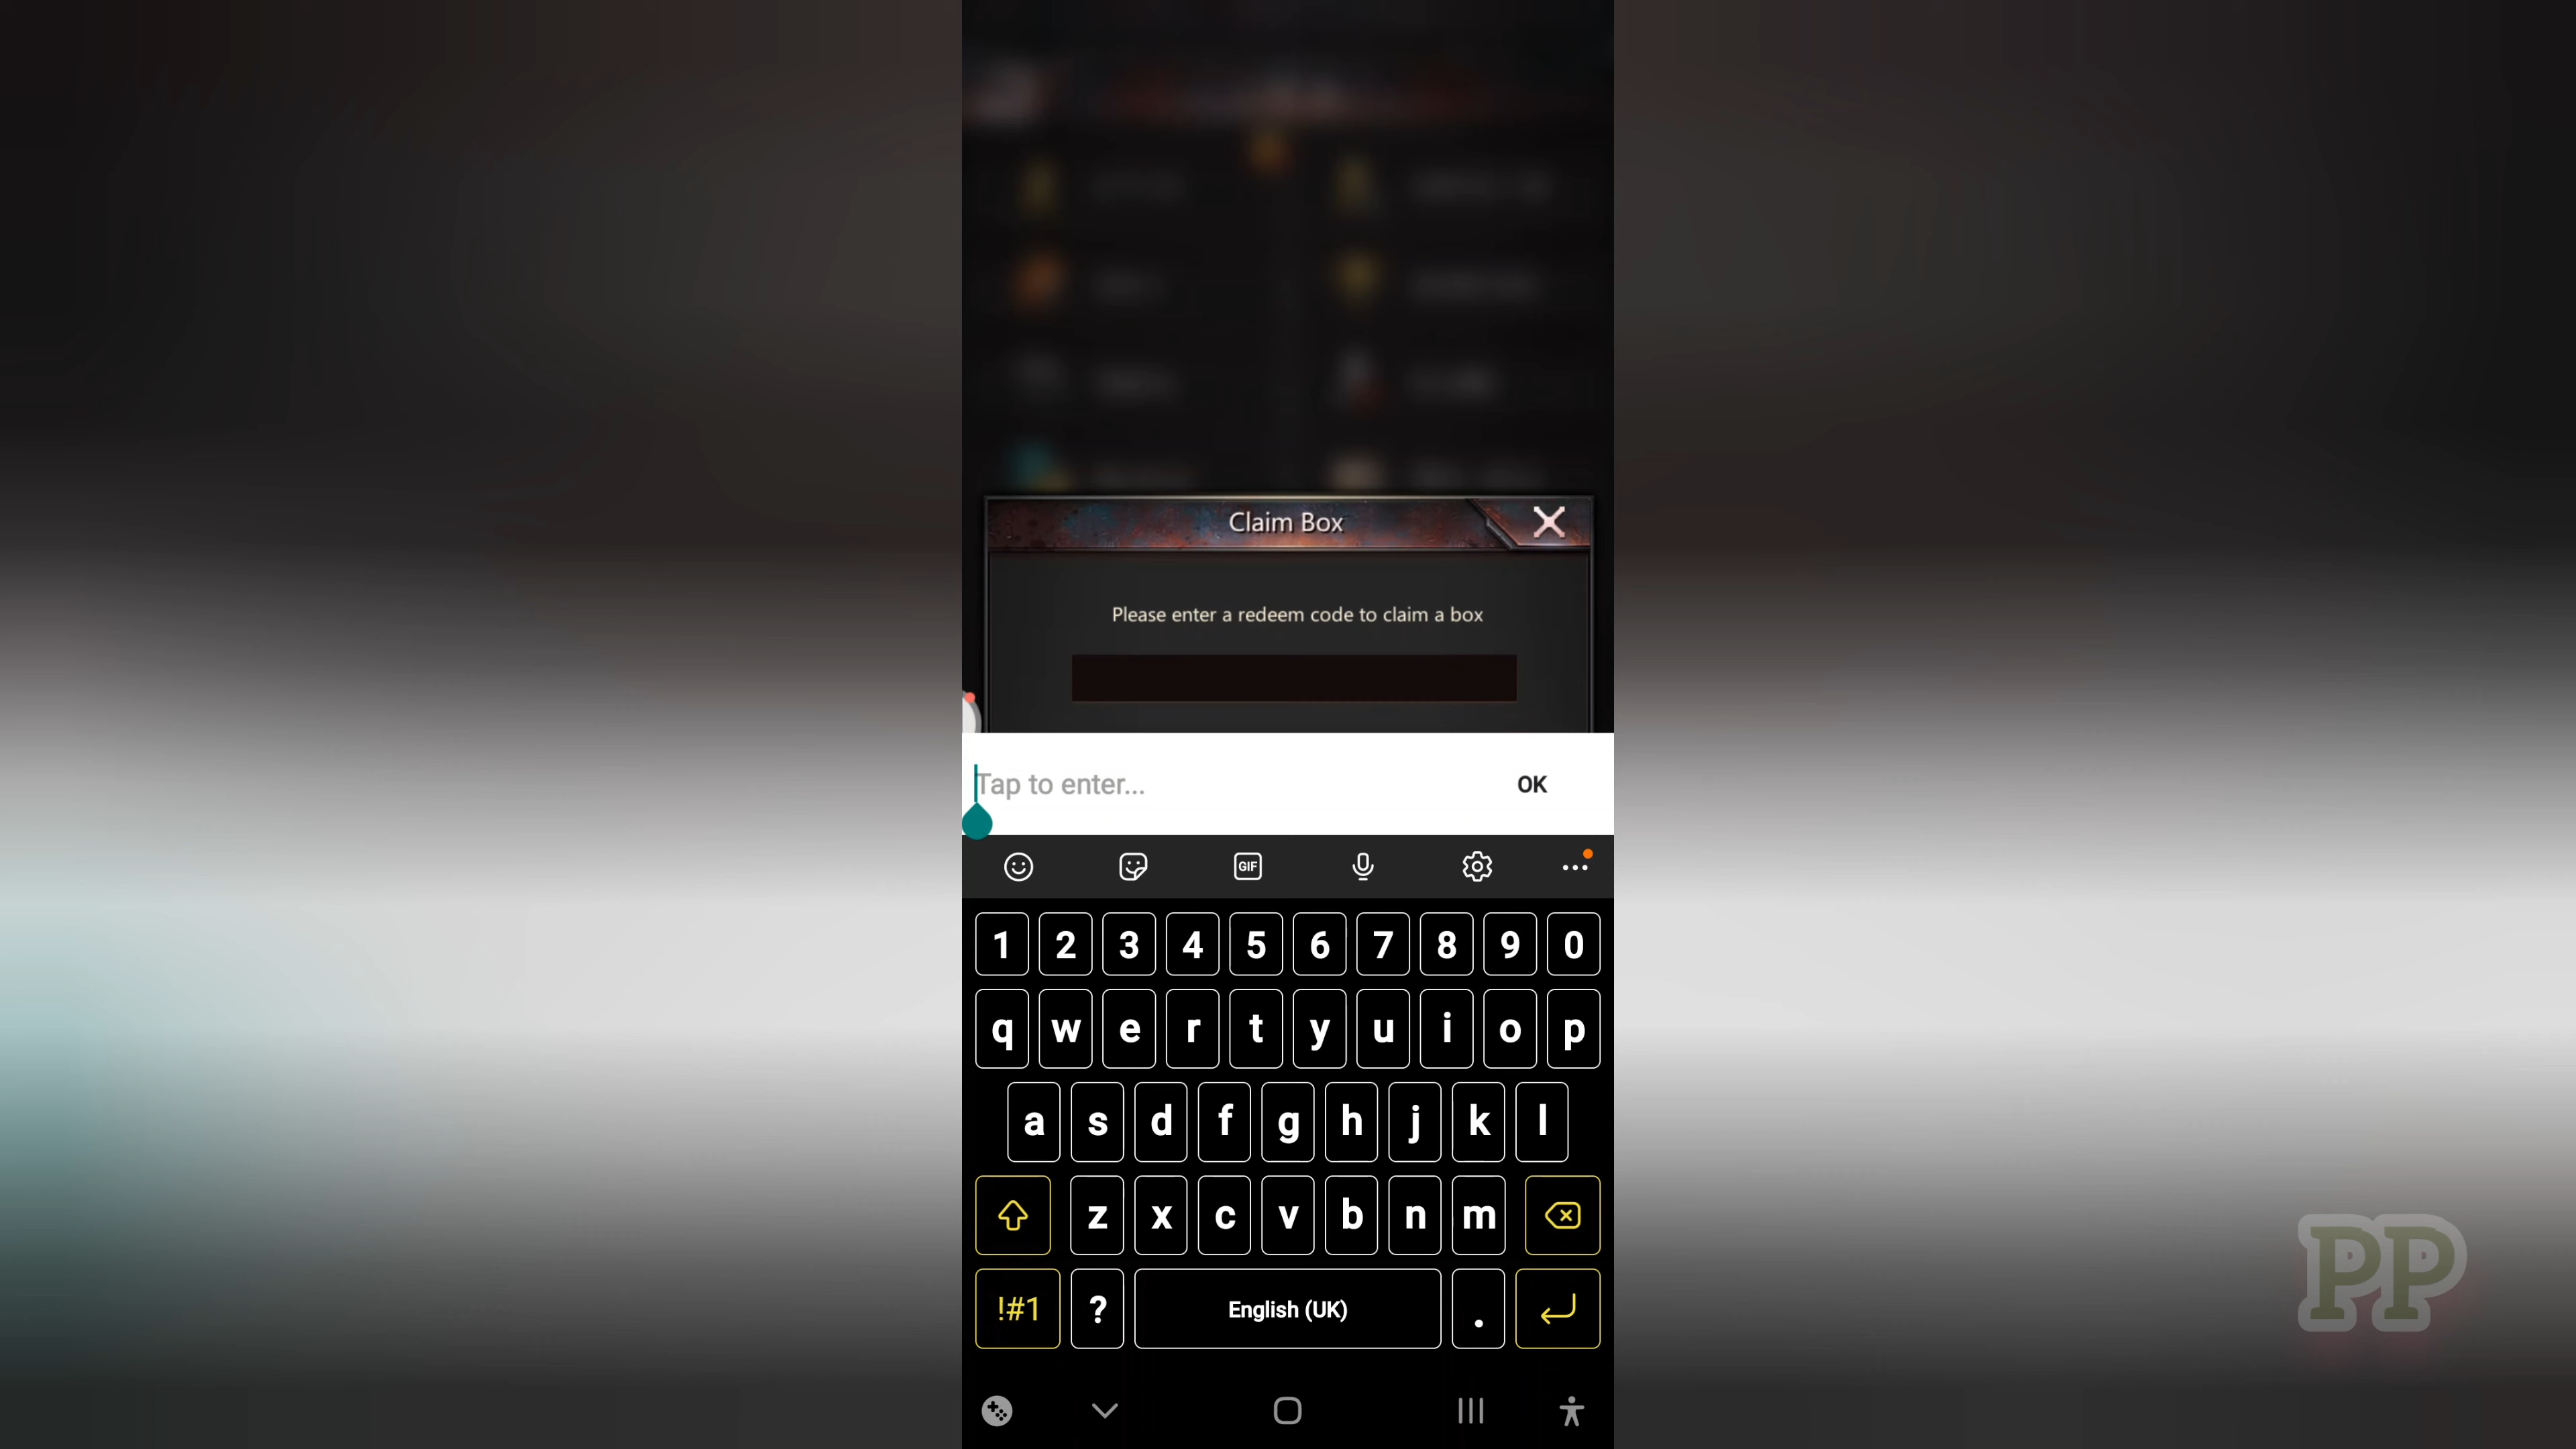 Claim Box
Please enter a redeem code to claim a box
Tap to enter...
OK
GIF
1 2 3 4 5 6 7 8 9 0
q w e r t y u i o p
a s d f g h j k l
z x c v b n m
!#1 ? English (UK) .
PP